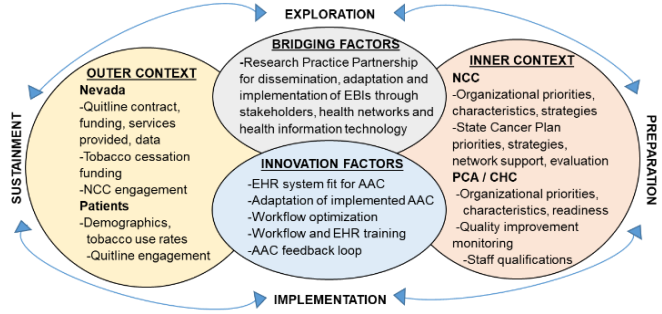 EXPLORATION
BRIDGING FACTORS
-Research Practice Partnership
for dissemination, adaptation and
implementation of EBIs through
stakeholders, health networks and
health information technology
OUTER CONTEXT
Nevada
-Quitline contract,
funding, services
provided, data
-Tobacco cessation
funding
-NCC engagement
Patients
-Demographics,
tobacco use rates
-Quitline engagement
INNOVATION FACTORS
-EHR system fit for AAC
-Adaptation of implemented AAC
-Workflow optimization
-Workflow and EHR training
-AAC feedback loop
INNER CONTEXT
NCC
-Organizational priorities,
characteristics, strategies
-State Cancer Plan
priorities, strategies,
network support, evaluation
PCA / CHC
-Organizational priorities,
characteristics, readiness
-Quality improvement
monitoring
-Staff qualifications
SUSTAINMENT
PREPARATION
IMPLEMENTATION